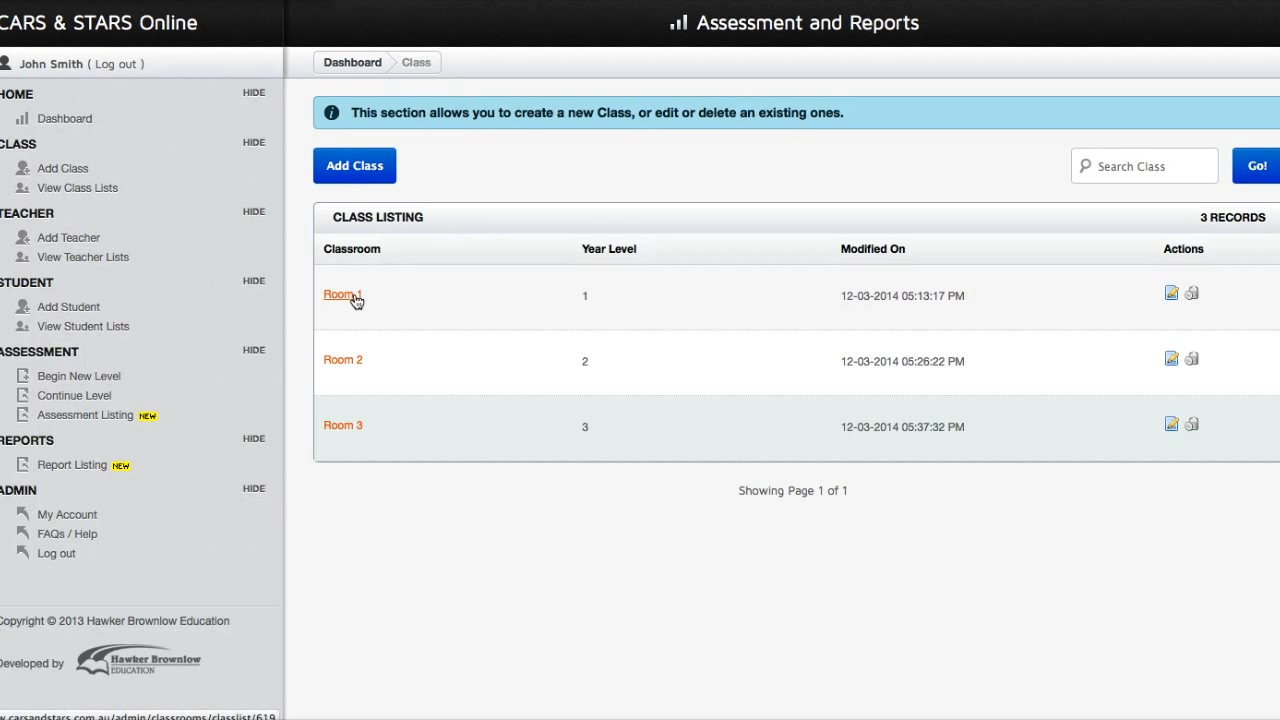 CARS & STARS Online
Assessment and Reports
John Smith ( Log out )
Dashboard Class
HOME HIDE
Dashboard
CLASS HIDE
Add Class
View Class Lists
TEACHER HIDE
Add Teacher
View Teacher Lists
STUDENT HIDE
Add Student
View Student Lists
ASSESSMENT HIDE
Begin New Level
Continue Level
Assessment Listing NEW
REPORTS HIDE
Report Listing NEW
ADMIN HIDE
My Account
FAQs / Help
Log out
Copyright © 2013 Hawker Brownlow Education
Developed by Hawker Brownlow
EDUCATION
w.carsandstars.com.au/admin/classrooms/classlist/619
This section allows you to create a new Class, or edit or delete an existing ones.
Add Class Search Class Go!
CLASS LISTING 3 RECORDS
Classroom Year Level Modified On Actions
Room 1 1 12-03-2014 05:13:17 PM
Room 2 2 12-03-2014 05:26:22 PM
Room 3 3 12-03-2014 05:37:32 PM
Showing Page 1 of 1